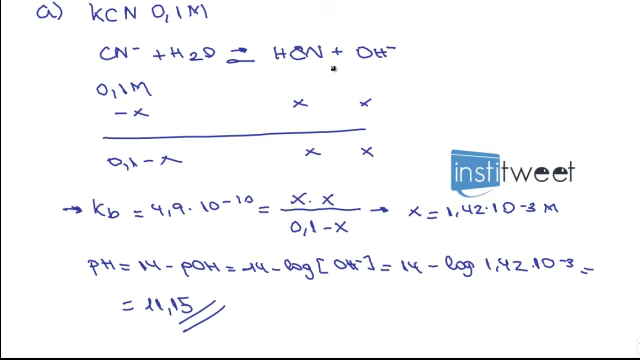 a) KCN 0,1M
CN⁻ + H₂O ⇌ HCN + OH⁻
0,1M
-x x x
0,1-x x x
institweet
→ Kb = 4,9·10⁻¹⁰ = x·x / 0,1-x → x = 1,42·10⁻³ M
pH = 14 - pOH = 14 - log[OH⁻] = 14 - log 1,42·10⁻³ =
= 11,15